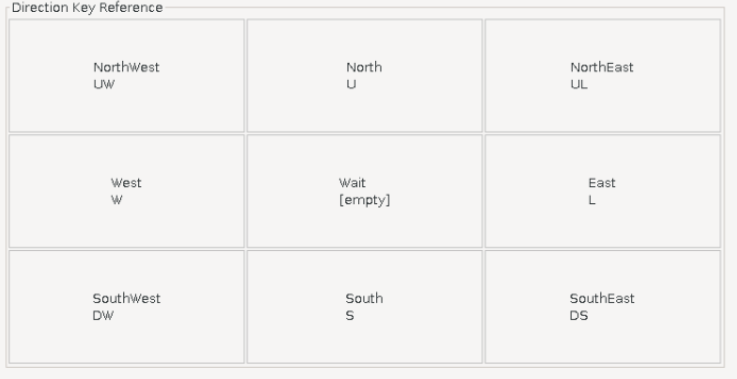 Direction Key Reference
NorthWest
UW
North
U
NorthEast
UL
West
W
Wait
[empty]
East
L
SouthWest
DW
South
S
SouthEast
DS